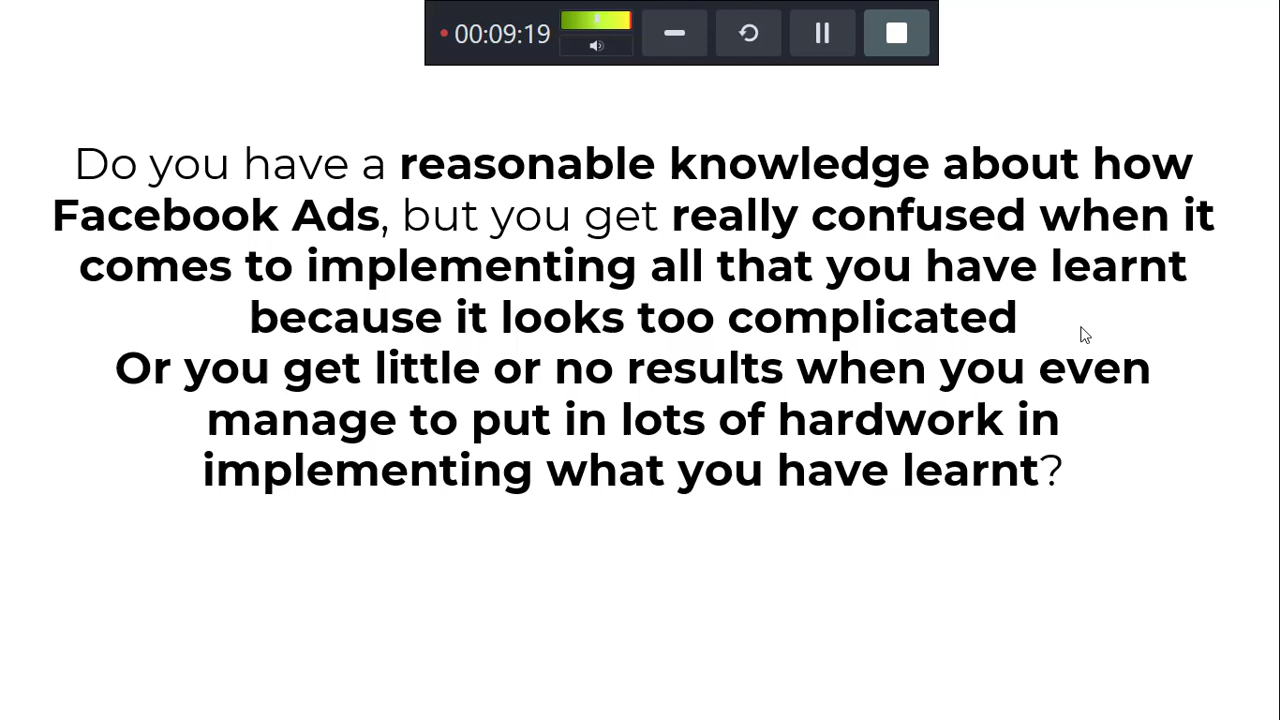 00:09:19
Do you have a reasonable knowledge about how
Facebook Ads, but you get really confused when it
comes to implementing all that you have learnt
because it looks too complicated
Or you get little or no results when you even
manage to put in lots of hardwork in
implementing what you have learnt?